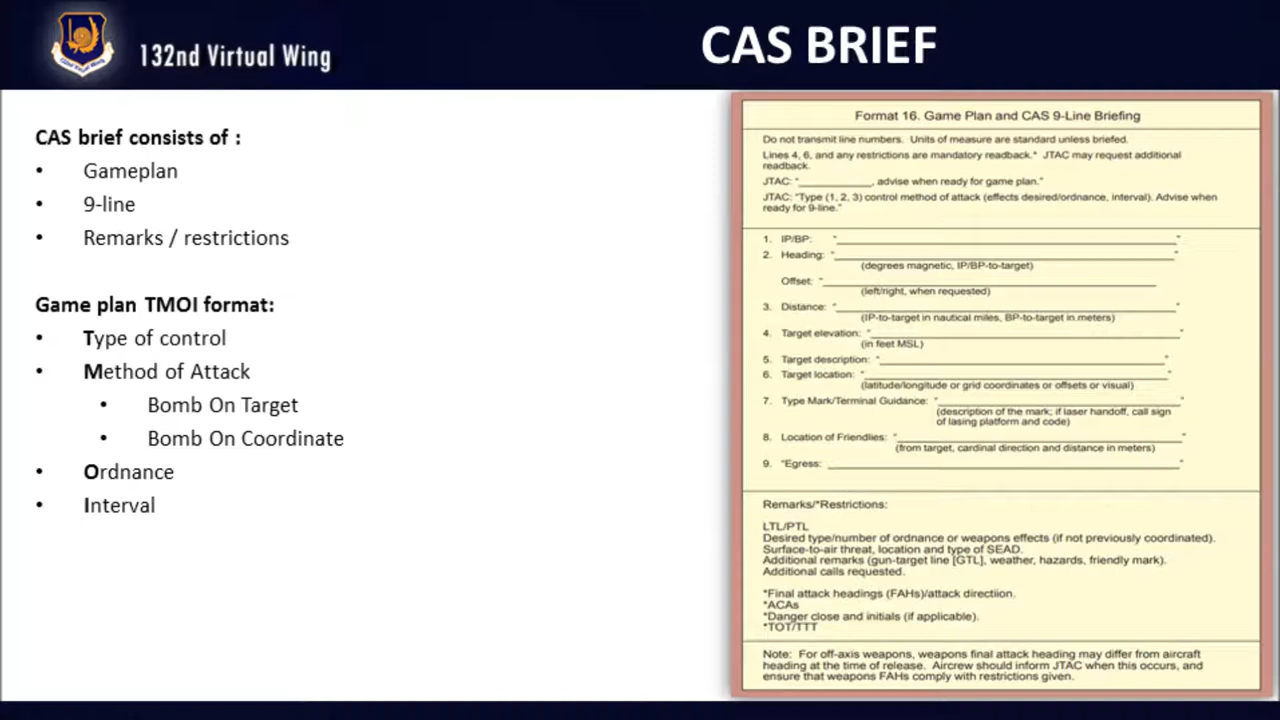 132nd Virtual Wing
CAS BRIEF
CAS brief consists of :
• Gameplan
• 9-line
• Remarks / restrictions
Game plan TMOI format:
• Type of control
• Method of Attack
• Bomb On Target
• Bomb On Coordinate
• Ordnance
• Interval
Format 16. Game Plan and CAS 9-Line Briefing
Do not transmit line numbers. Units of measure are standard unless briefed.
Lines 4, 6, and any restrictions are mandatory readback.* JTAC may request additional
readback.
JTAC: "____________, advise when ready for game plan."
JTAC: "Type (1, 2, 3) control method of attack (effects desired/ordnance, interval). Advise when
ready for 9-line."
1. IP/BP: "____________"
2. Heading: "____________"
(degrees magnetic, IP/BP-to-target)
Offset: "____________
(left/right, when requested)
3. Distance: "____________"
(IP-to-target in nautical miles, BP-to-target in meters)
4. Target elevation: "____________"
(in feet MSL)
5. Target description: "____________"
6. Target location: "____________"
(latitude/longitude or grid coordinates or offsets or visual)
7. Type Mark/Terminal Guidance: "____________"
(description of the mark; if laser handoff, call sign
of lasing platform and code)
8. Location of Friendlies: "____________"
(from target, cardinal direction and distance in meters)
9. "Egress: ____________"
Remarks/*Restrictions:
LTL/PTL
Desired type/number of ordnance or weapons effects (if not previously coordinated).
Surface-to-air threat, location and type of SEAD.
Additional remarks (gun-target line [GTL], weather, hazards, friendly mark).
Additional calls requested.
*Final attack headings (FAHs)/attack directiion.
*ACAs
*Danger close and initials (if applicable).
*TOT/TTT
Note: For off-axis weapons, weapons final attack heading may differ from aircraft
heading at the time of release. Aircrew should inform JTAC when this occurs, and
ensure that weapons FAHs comply with restrictions given.